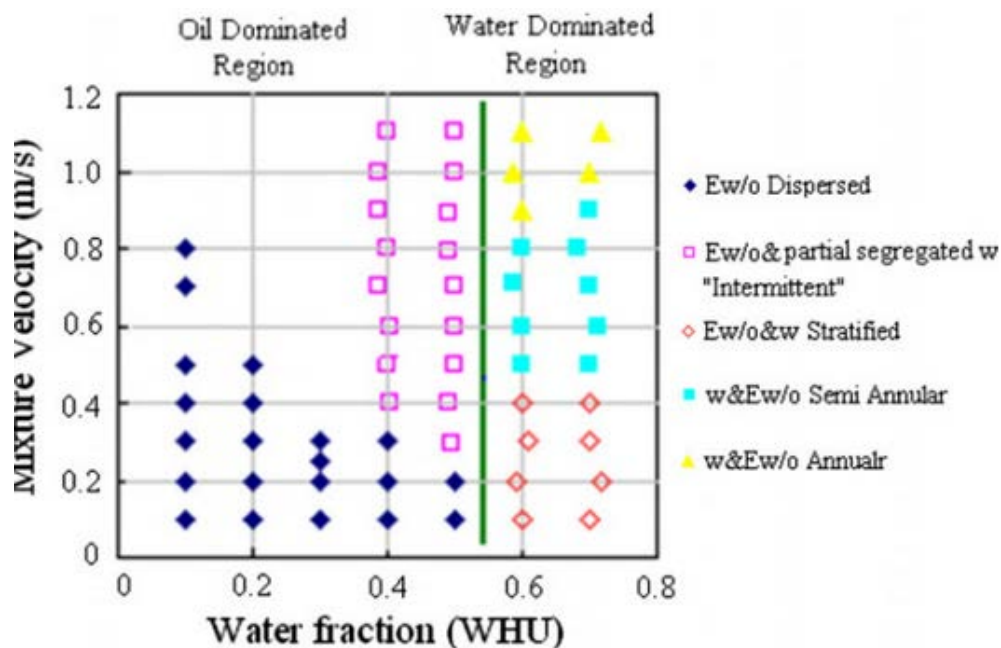 Oil Dominated
Region
Water Dominated
Region
Mixture Velocity (m/s)
1.2
1.0
0.8
0.6
0.4
0.2
0
0
0.2
0.4
0.6
0.8
Water fraction (WHU)
Ew/o Dispersed
Ew/o&partial segregated w
"Intermittent"
Ew/o&w Stratified
w&Ew/o Semi Annular
w&Ew/o Annualr